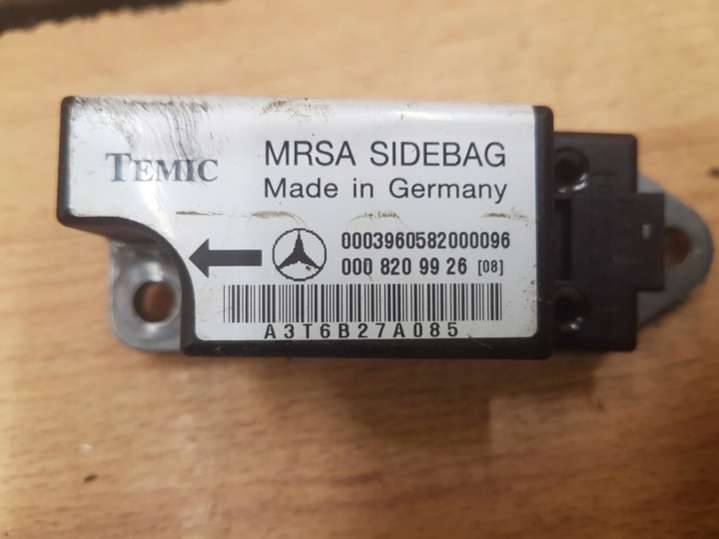 TEMIC
MRSA SIDEBAG
Made in Germany
0003960582000096
000 820 99 26 [08]
A3T6B27A085